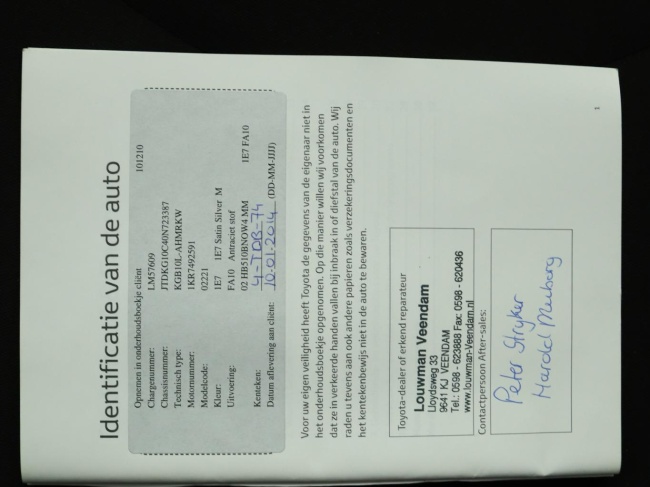 Identificatie van de auto
Opnemen in onderhoudsboekje cliënt 101210
Chargenummer: LM57609
Chassisnummer: JTDKG10C40N723387
Technisch type: KGB10L-AHMRKW
Motornummer: 1KR7492591
Modelcode: 02221
Kleur: 1E7 1E7 Satin Silver M
Uitvoering: FA10 Antraciet stof
02 HB510BNOW4 MM 1E7 FA10
Kenteken: 4-TDB-74
Datum aflevering aan cliënt: 10-01-2014 (DD-MM-JJJJ)
Voor uw eigen veiligheid heeft Toyota de gegevens van de eigenaar niet in
het onderhoudsboekje opgenomen. Op die manier willen wij voorkomen
dat ze in verkeerde handen vallen bij inbraak in of diefstal van de auto. Wij
raden u tevens aan ook andere papieren zoals verzekeringsdocumenten en
het kentekenbewijs niet in de auto te bewaren.
Toyota-dealer of erkend reparateur
Louwman Veendam
Lloydsweg 33
9641 KJ VEENDAM
Tel.: 0598 - 623888 Fax: 0598 - 620436
www.louwman-Veendam.nl
Contactpersoon After-sales:
Peter Stryker
Harold
1